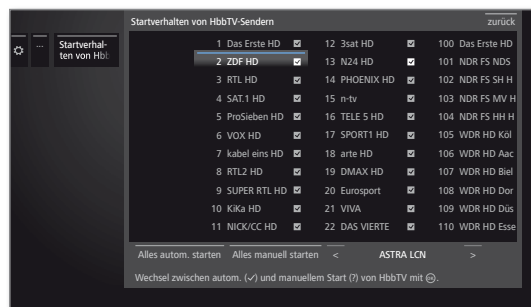 Startverhalten von HbbTV-Sendern zurück
... Startverhal-
ten von Hbb
1 Das Erste HD 12 3sat HD 100 Das Erste HD
2 ZDF HD 13 N24 HD 101 NDR FS NDS
3 RTL HD 14 PHOENIX HD 102 NDR FS SH H
4 SAT.1 HD 15 n-tv 103 NDR FS MV H
5 ProSieben HD 16 TELE 5 HD 104 NDR FS HH H
6 VOX HD 17 SPORT1 HD 105 WDR HD Köl
7 kabel eins HD 18 arte HD 106 WDR HD Aac
8 RTL2 HD 19 DMAX HD 107 WDR HD Biel
9 SUPER RTL HD 20 Eurosport 108 WDR HD Dor
10 KiKa HD 21 VIVA 109 WDR HD Düs
11 NICK/CC HD 22 DAS VIERTE 110 WDR HD Esse
Alles autom. starten Alles manuell starten < ASTRA LCN >
Wechsel zwischen autom. (✓) und manuellem Start (?) von HbbTV mit OK.